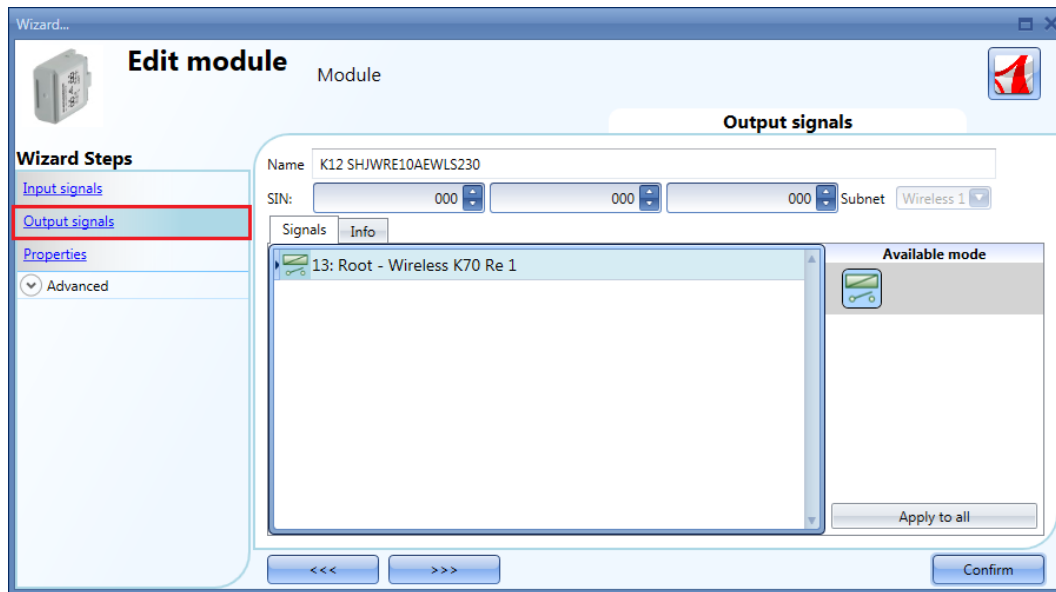 Wizard...
Edit module
Module
Output signals
Wizard Steps
Input signals
Output signals
Properties
Advanced
Name K12 SHJWRE10AEWLS230
SIN: 000 000 000 Subnet Wireless 1
Signals Info
13: Root - Wireless K70 Re 1
Available mode
Apply to all
<<< >>> Confirm